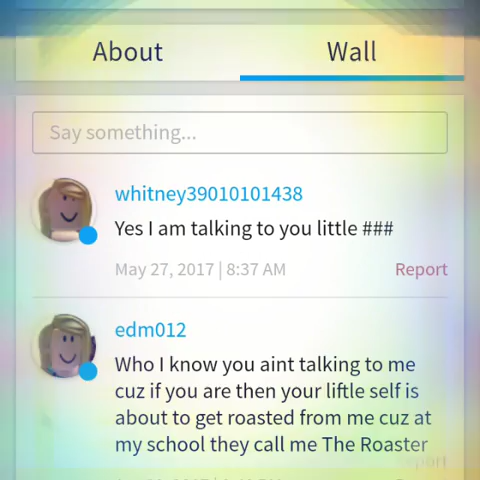 About
Wall
Say something...
whitney39010101438
Yes I am talking to you little ###
May 27, 2017 | 8:37 AM
Report
edm012
Who I know you aint talking to me
cuz if you are then your liftle self is
about to get roasted from me cuz at
my school they call me The Roaster